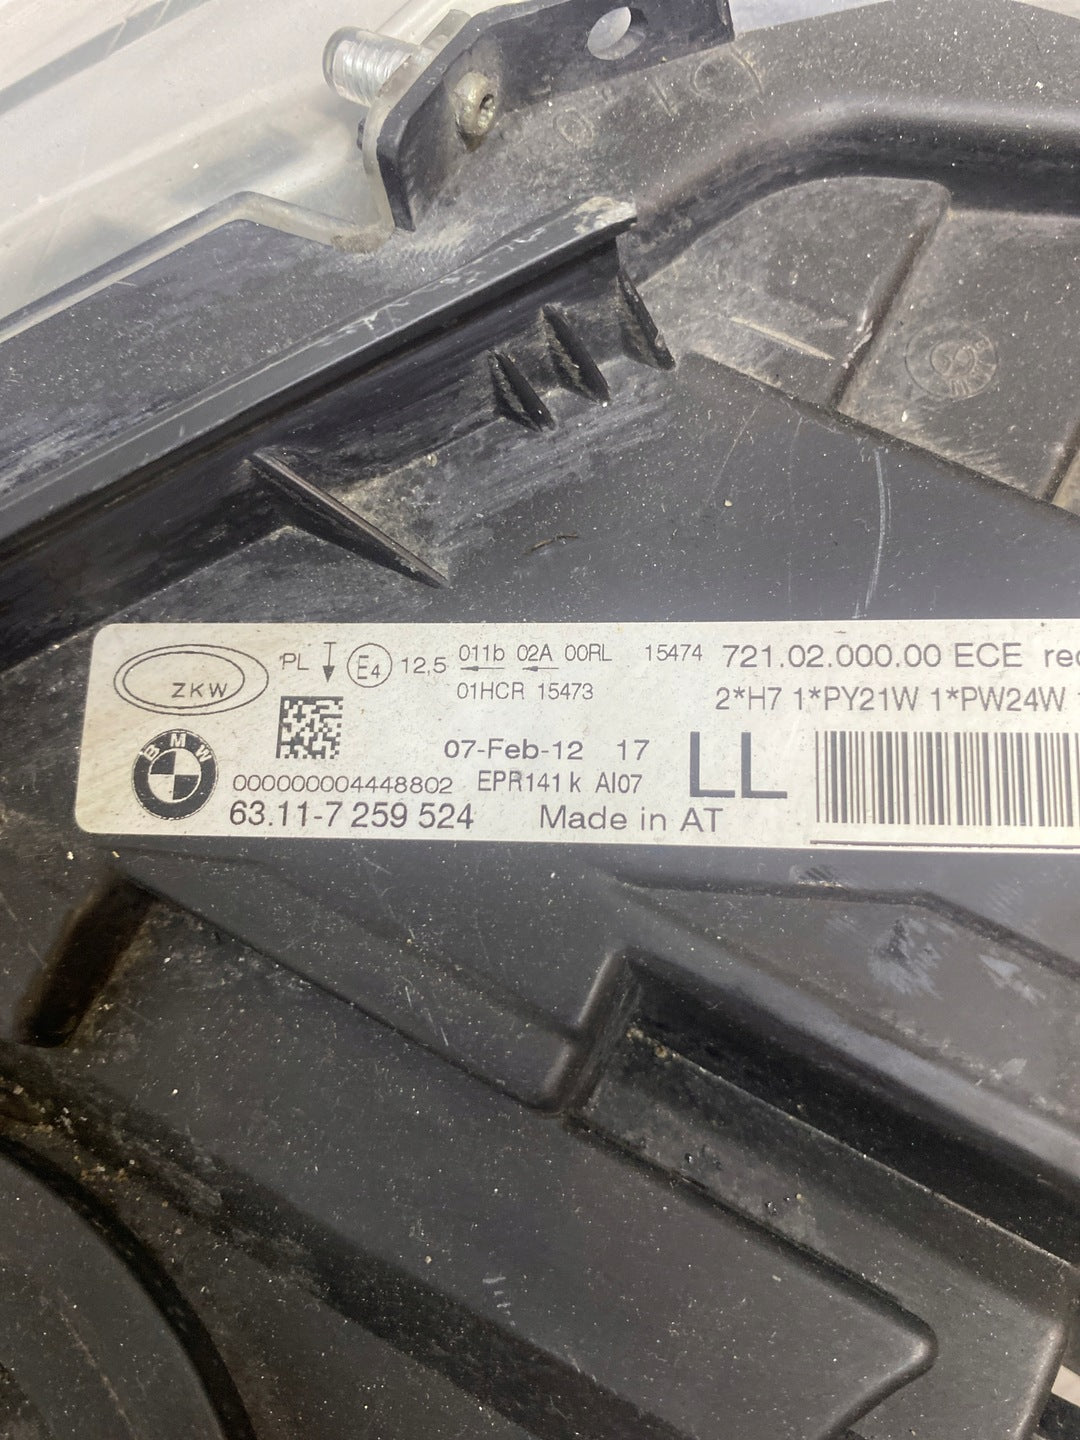 ZKW
PL E4 12,5 011b 02A 00RL 15474 721.02.000.00 ECE
01HCR 15473 2*H7 1*PY21W 1*PW24W
BMW
07-Feb-12 17 LL
000000004448802 EPR141 k AI07
63.11-7 259 524 Made in AT